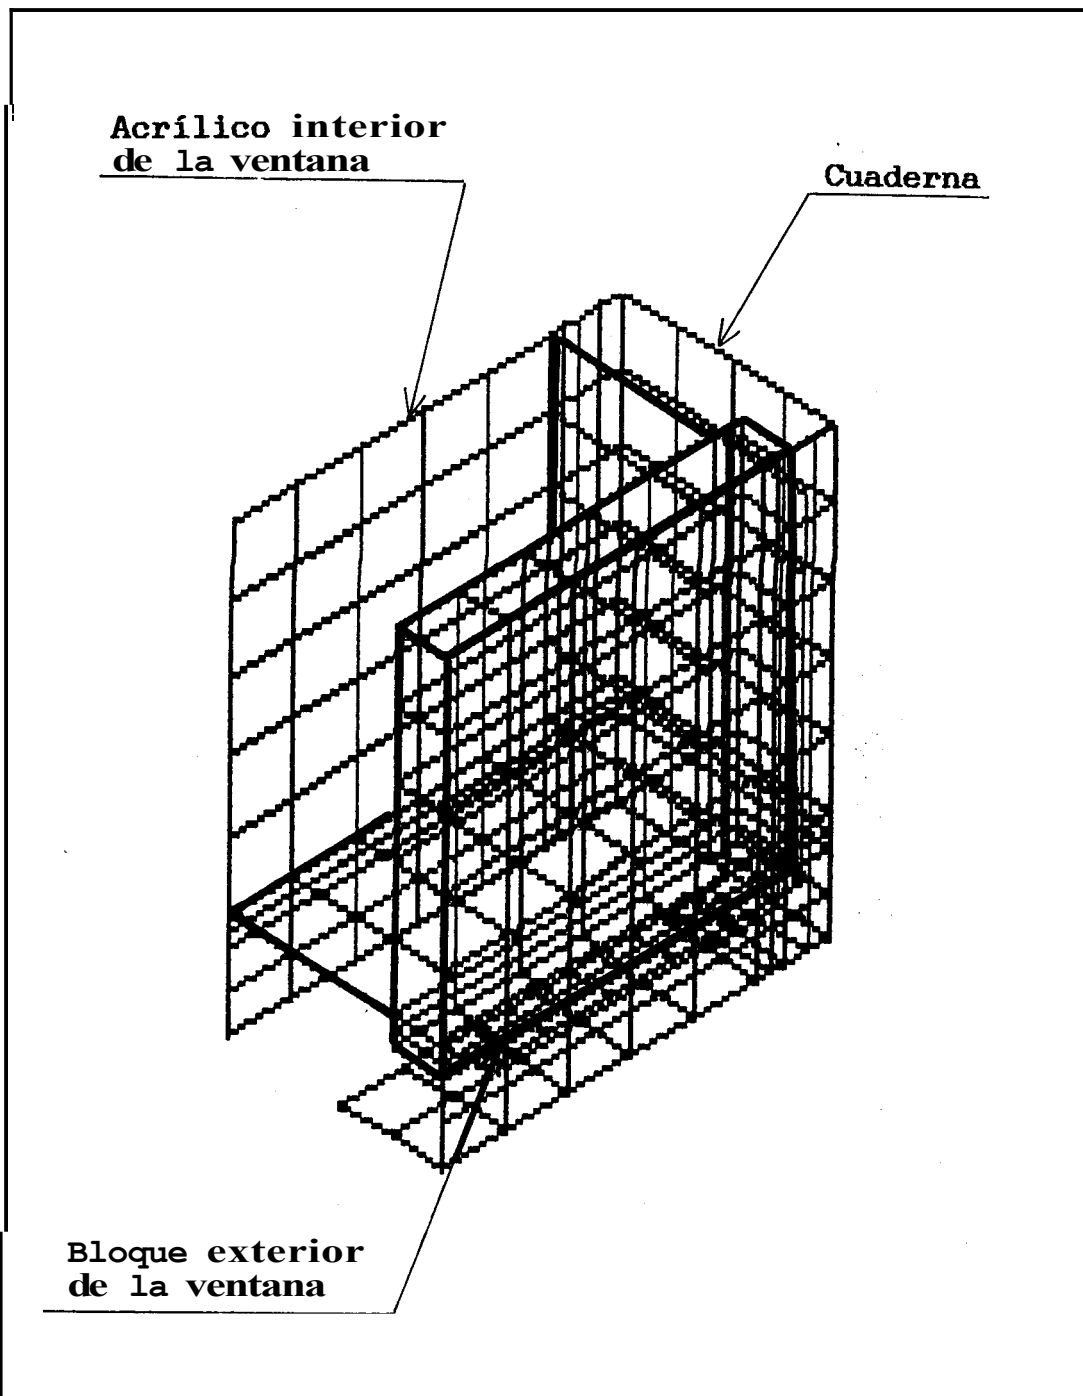 Acrílico interior
de la ventana
Cuaderna
Bloque exterior
de la ventana